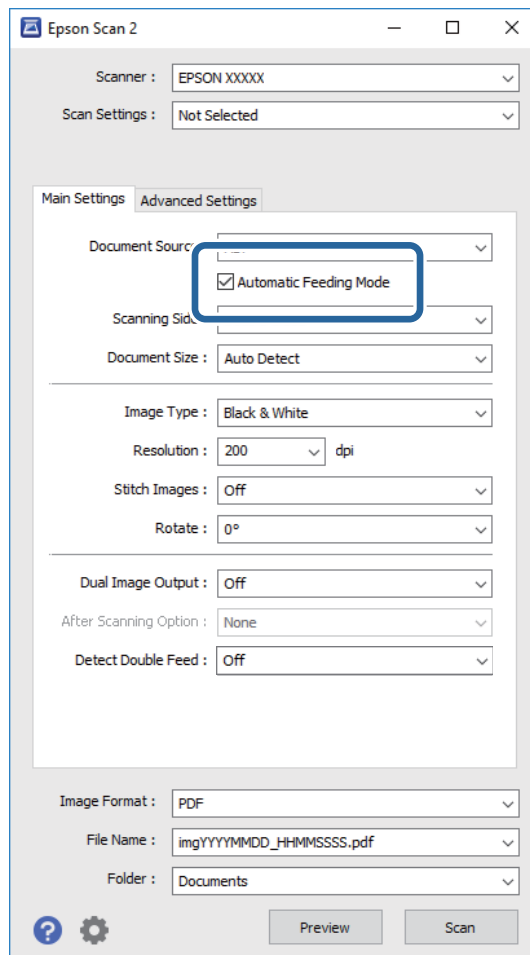 Epson Scan 2
Scanner : EPSON XXXXX
Scan Settings : Not Selected
Main Settings Advanced Settings
Document Sourc
Automatic Feeding Mode
Scanning Side
Document Size : Auto Detect
Image Type : Black & White
Resolution : 200 dpi
Stitch Images : Off
Rotate : 0°
Dual Image Output : Off
After Scanning Option : None
Detect Double Feed : Off
Image Format : PDF
File Name : imgYYYYMMDD_HHMMSSSS.pdf
Folder : Documents
? Preview Scan